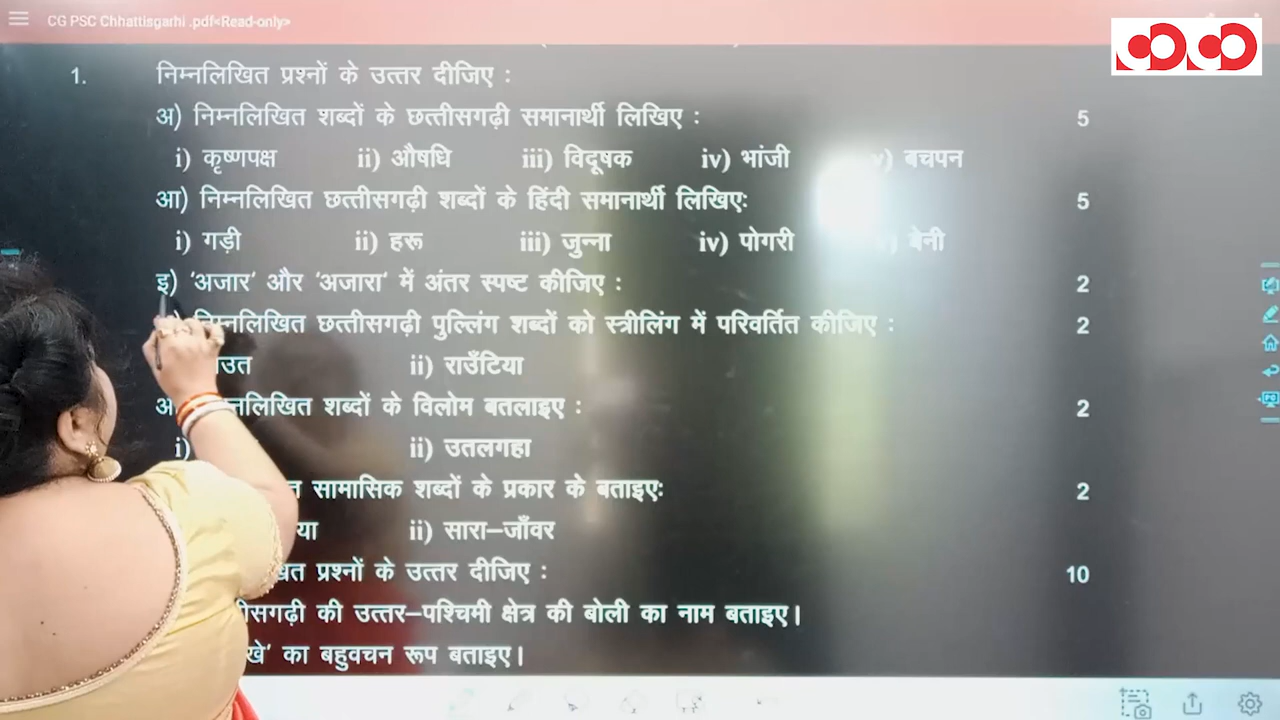 CG PSC Chhattisgarhi .pdf<Read-only>
1. निम्नलिखित प्रश्नों के उत्तर दीजिए :
अ) निम्नलिखित शब्दों के छत्तीसगढ़ी समानार्थी लिखिए : 5
i) कृष्णपक्ष ii) औषधि iii) विदूषक iv) भांजी v) बचपन
आ) निम्नलिखित छत्तीसगढ़ी शब्दों के हिंदी समानार्थी लिखिए: 5
i) गड़ी ii) हरू iii) जुन्ना iv) पोगरी बेनी
इ) 'अजार' और 'अजारा' में अंतर स्पष्ट कीजिए : 2
निम्नलिखित छत्तीसगढ़ी पुल्लिंग शब्दों को स्त्रीलिंग में परिवर्तित कीजिए : 2
ii) राउँटिया
शब्दों के विलोम बतलाइए : 2
i) ii) उतलगहा
सामासिक शब्दों के प्रकार के बताइए: 2
ii) सारा–जाँवर
प्रश्नों के उत्तर दीजिए : 10
की उत्तर–पश्चिमी क्षेत्र की बोली का नाम बताइए।
का बहुवचन रूप बताइए।